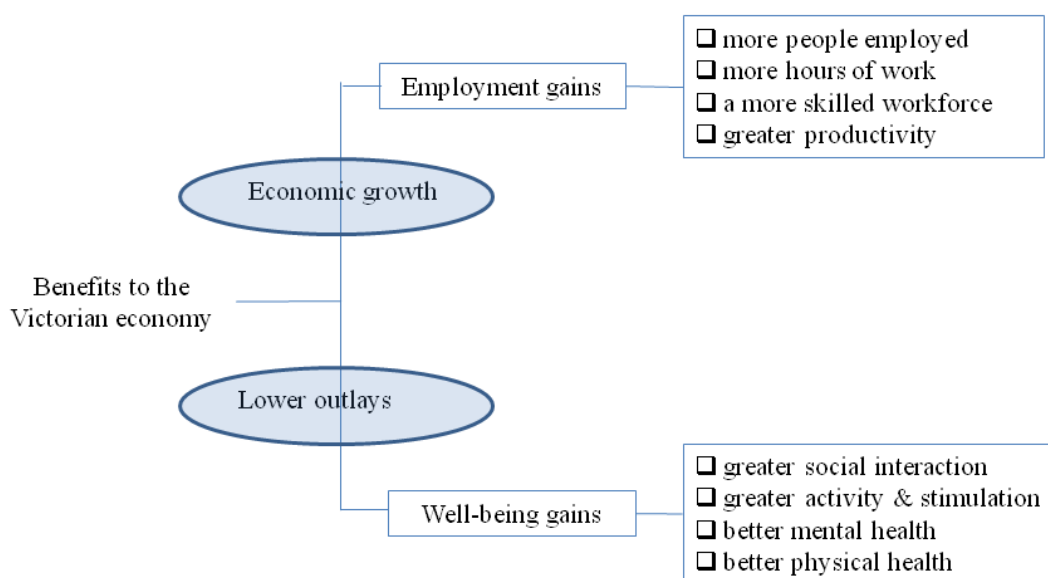 Employment gains
❑ more people employed
❑ more hours of work
❑ a more skilled workforce
❑ greater productivity
Economic growth
Benefits to the
Victorian economy
Lower outlays
Well-being gains
❑ greater social interaction
❑ greater activity & stimulation
❑ better mental health
❑ better physical health